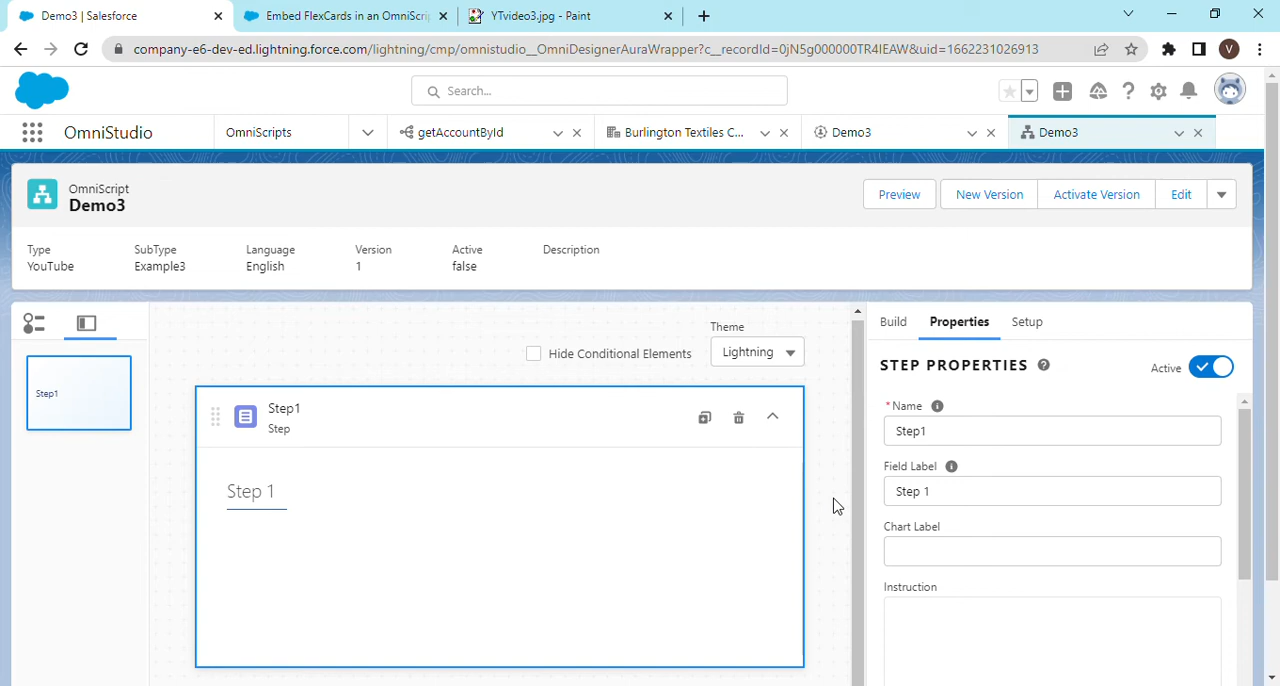 Demo3 | Salesforce
Embed FlexCards in an OmniScri
YTvideo3.jpg - Paint
company-e6-dev-ed.lightning.force.com/lightning/cmp/omnistudio__OmniDesignerAuraWrapper?c__recordId=0jN5g000000TR4IEAW&uid=1662231026913
V
Search...
OmniStudio
OmniScripts
getAccountById
Burlington Textiles C...
Demo3
Demo3
OmniScript
Demo3
Preview
New Version
Activate Version
Edit
Type
SubType
Language
Version
Active
Description
YouTube
Example3
English
1
false
Theme
Hide Conditional Elements
Lightning
Step1
Step1
Step
Step 1
Build
Properties
Setup
STEP PROPERTIES
Active
* Name
Step1
Field Label
Step 1
Chart Label
Instruction